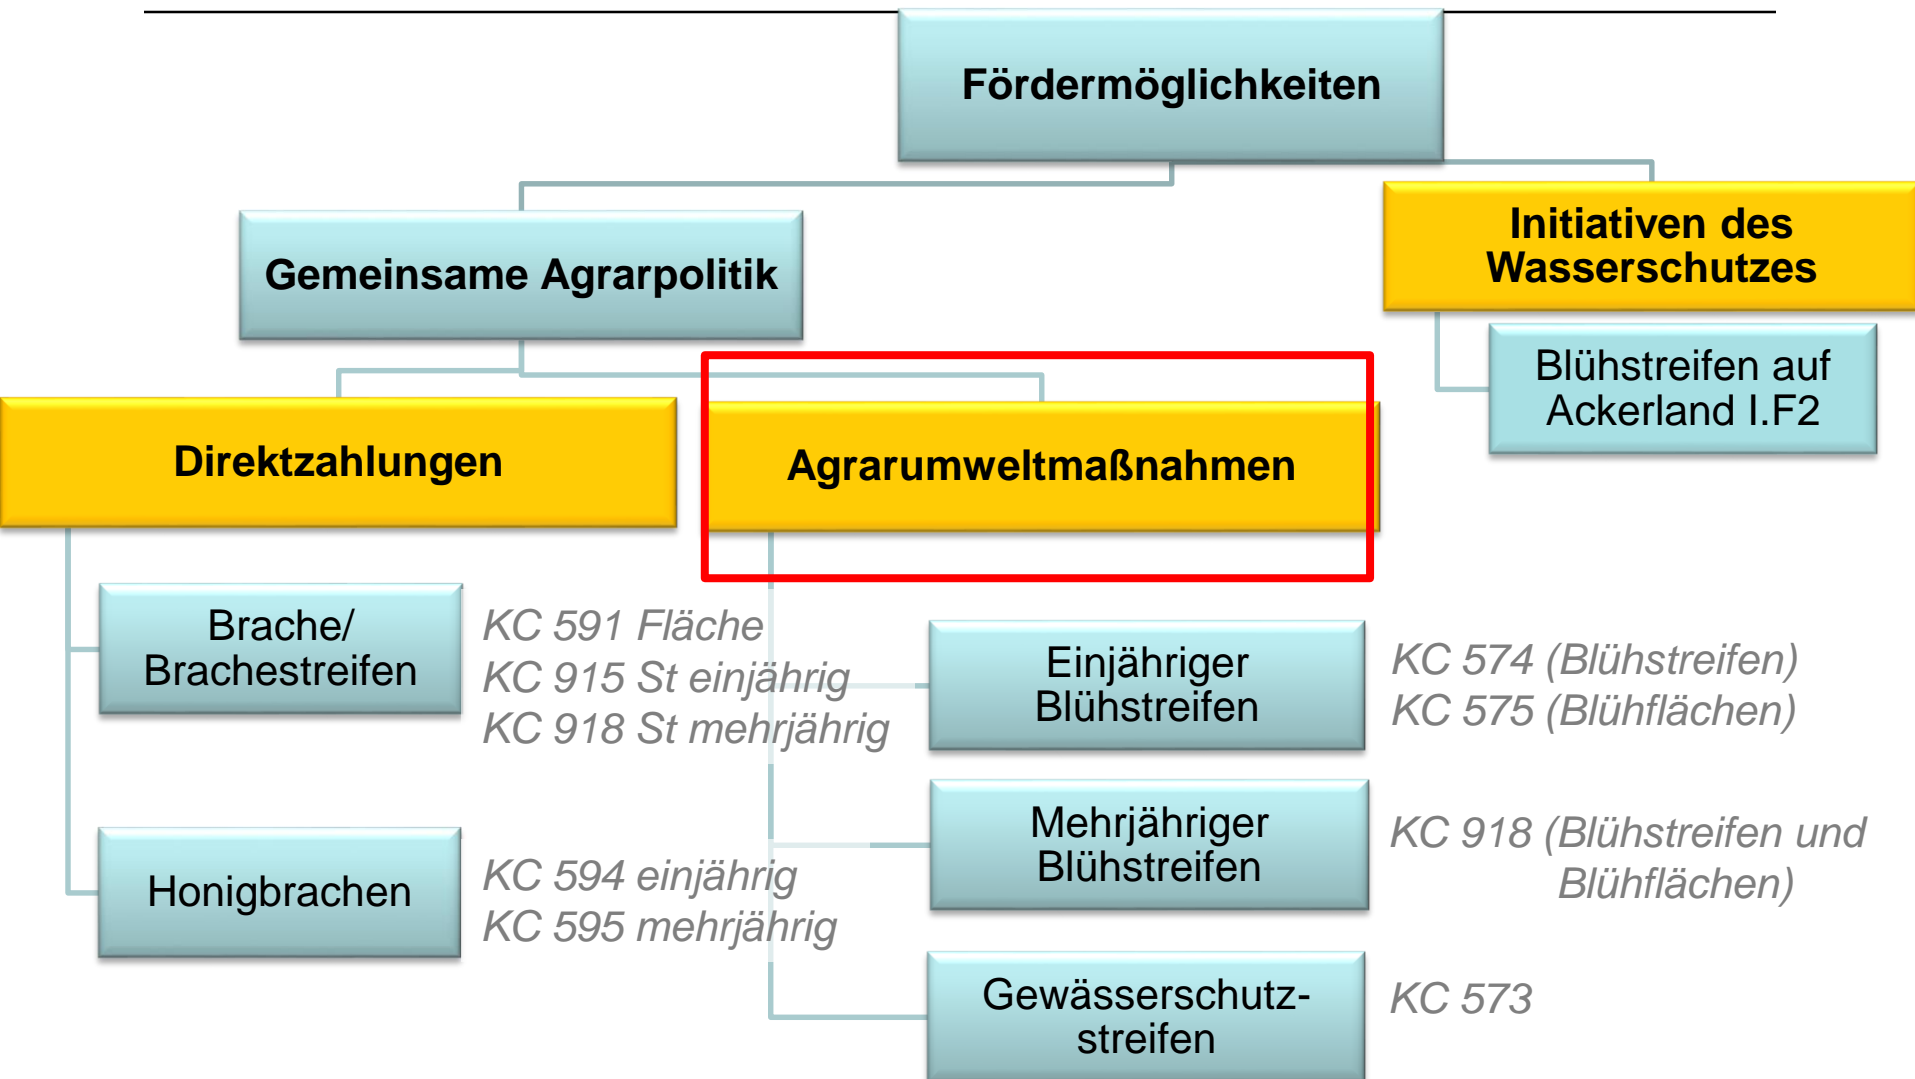 Fördermöglichkeiten
Initiativen des
Wasserschutzes
Gemeinsame Agrarpolitik
Blühstreifen auf
Ackerland I.F2
Direktzahlungen
Agrarumweltmaßnahmen
Brache/
Brachestreifen
KC 591 Fläche
KC 915 St einjährig
KC 918 St mehrjährig
Honigbrachen
KC 594 einjährig
KC 595 mehrjährig
Einjähriger
Blühstreifen
KC 574 (Blühstreifen)
KC 575 (Blühflächen)
Mehrjähriger
Blühstreifen
KC 918 (Blühstreifen und
Blühflächen)
Gewässerschutz-
streifen
KC 573